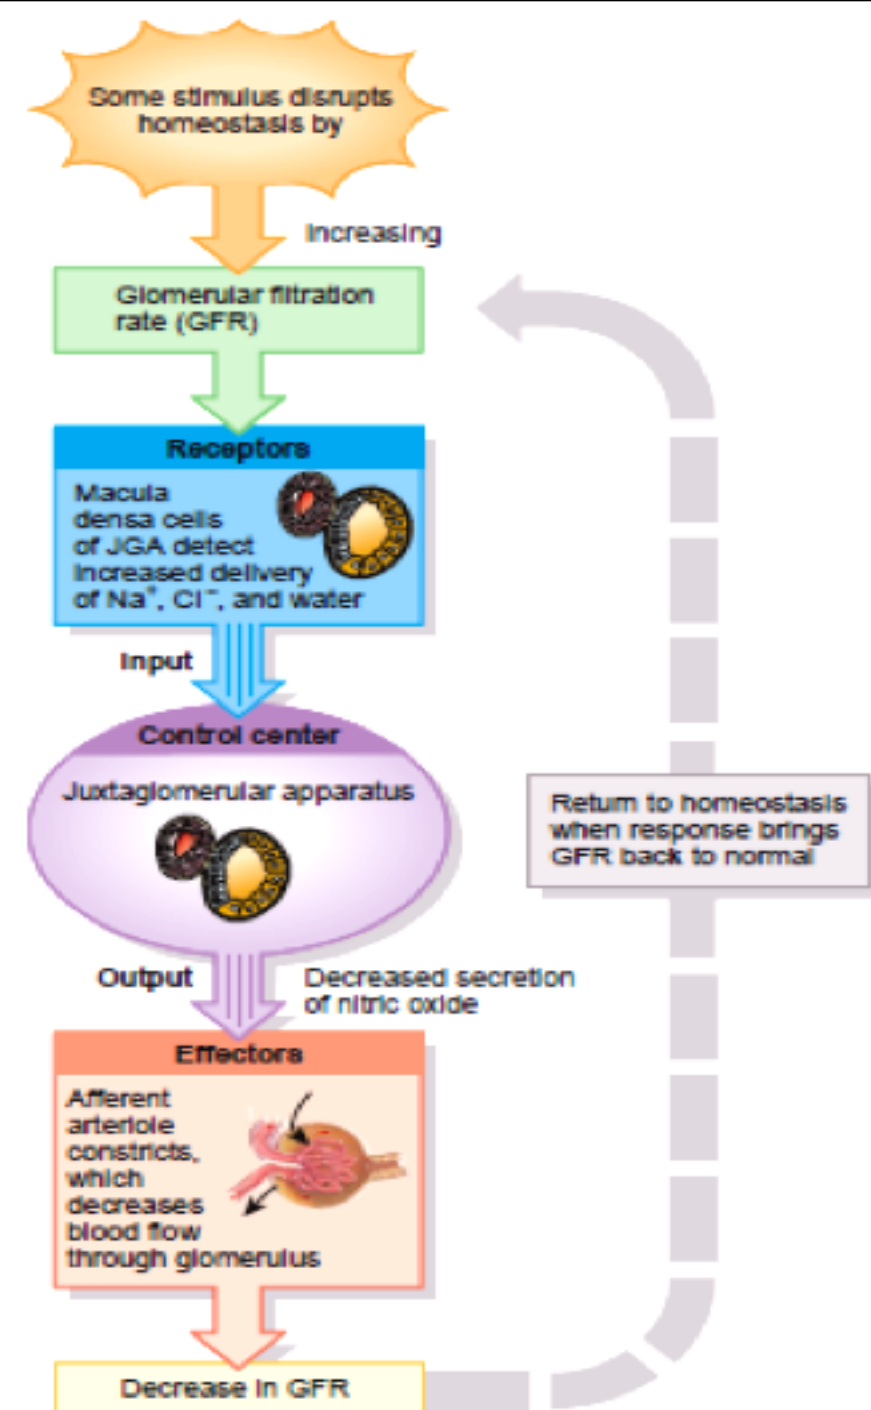 Some stimulus disrupts
homeostasis by
Increasing
Glomerular filtration
rate (GFR)
Receptors
Macula
densa cells
of JGA detect
increased delivery
of Na⁺, Cl⁻, and water
Input
Control center
Juxtaglomerular apparatus
Return to homeostasis
when response brings
GFR back to normal
Output
Decreased secretion
of nitric oxide
Effectors
Afferent
arteriole
constricts,
which
decreases
blood flow
through glomerulus
Decrease in GFR